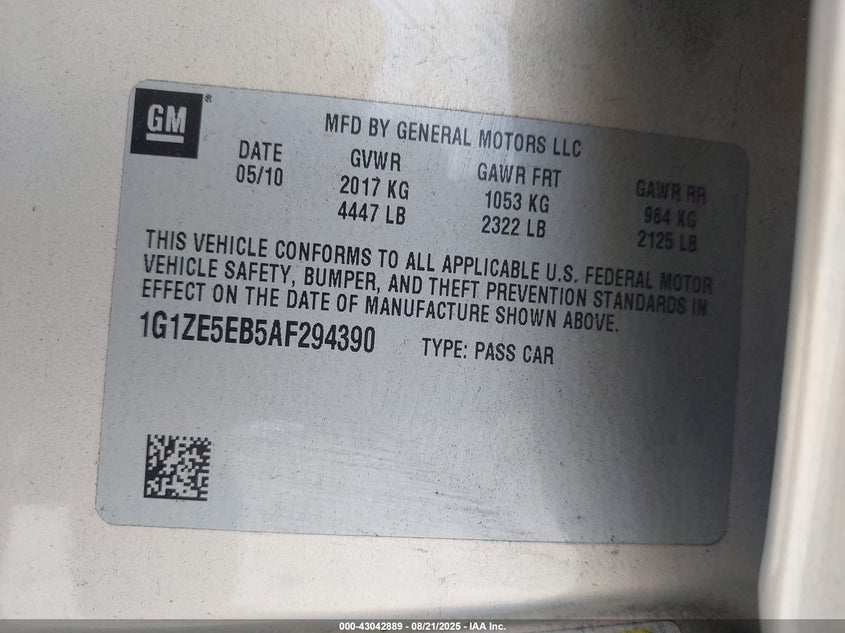 GM®
MFD BY GENERAL MOTORS LLC
DATE GVWR GAWR FRT GAWR RR
05/10 2017 KG 1053 KG 964 KG
4447 LB 2322 LB 2125 LB
THIS VEHICLE CONFORMS TO ALL APPLICABLE U.S. FEDERAL MOTOR
VEHICLE SAFETY, BUMPER, AND THEFT PREVENTION STANDARDS IN
EFFECT ON THE DATE OF MANUFACTURE SHOWN ABOVE.
1G1ZE5EB5AF294390 TYPE: PASS CAR
000-43042889 - 08/21/2025 - IAA Inc.